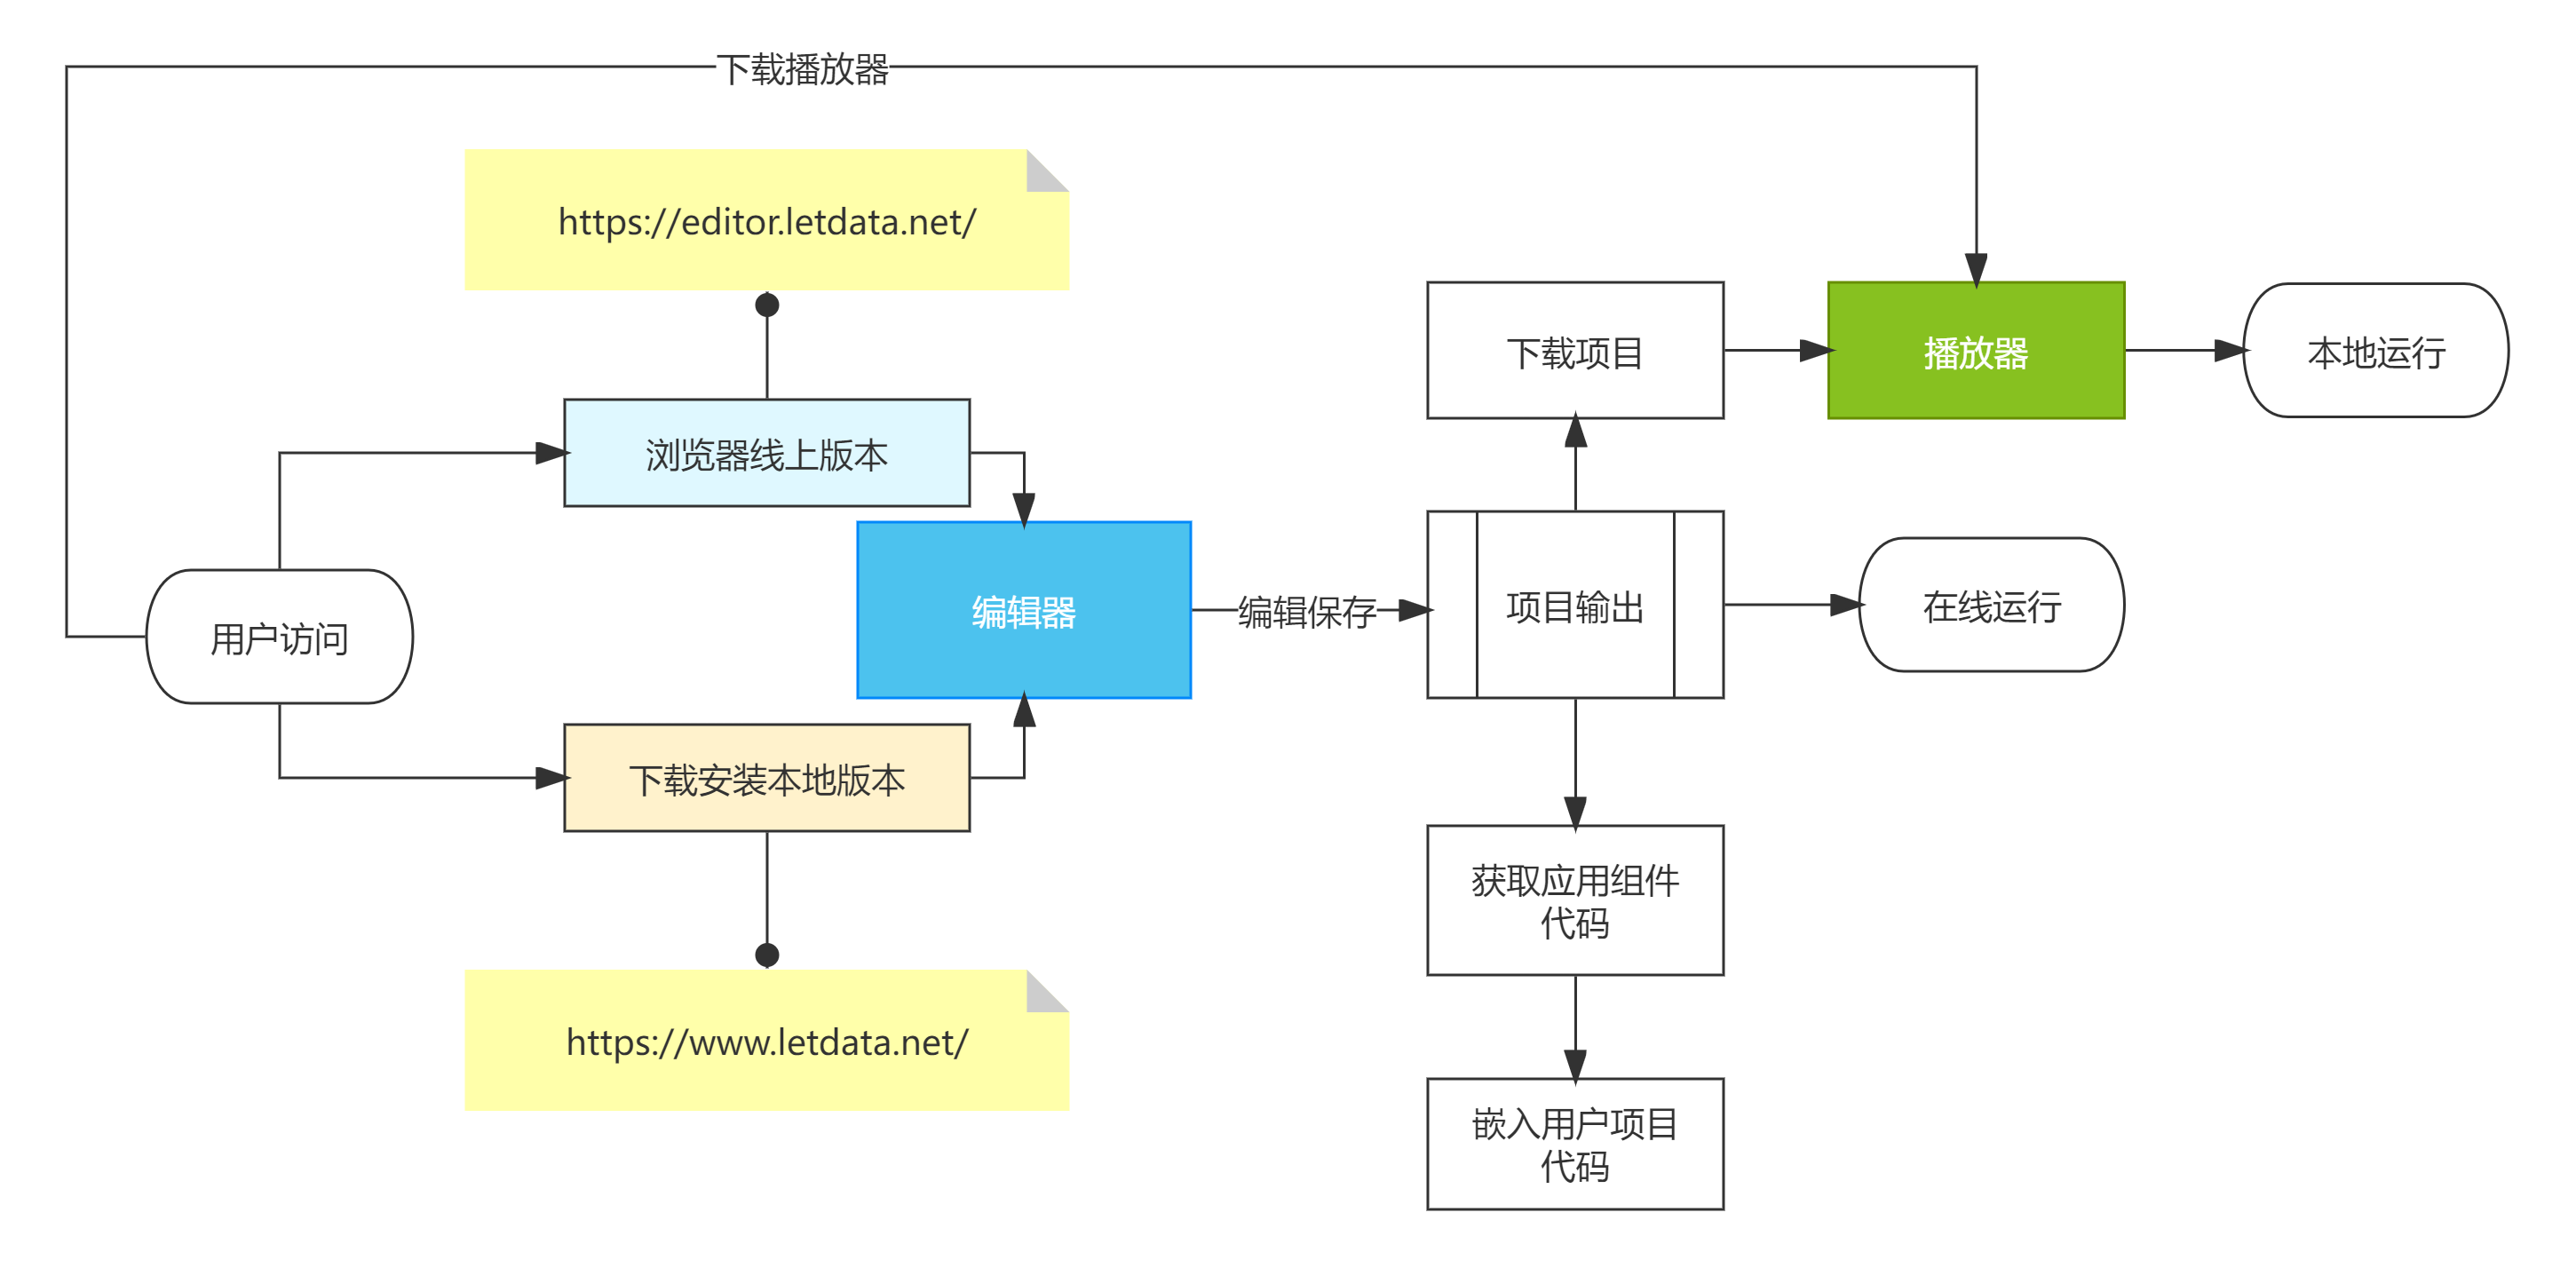 下载播放器
https://editor.letdata.net/
下载项目
播放器
本地运行
浏览器线上版本
用户访问
编辑器
编辑保存
项目输出
在线运行
下载安装本地版本
获取应用组件
代码
https://www.letdata.net/
嵌入用户项目
代码